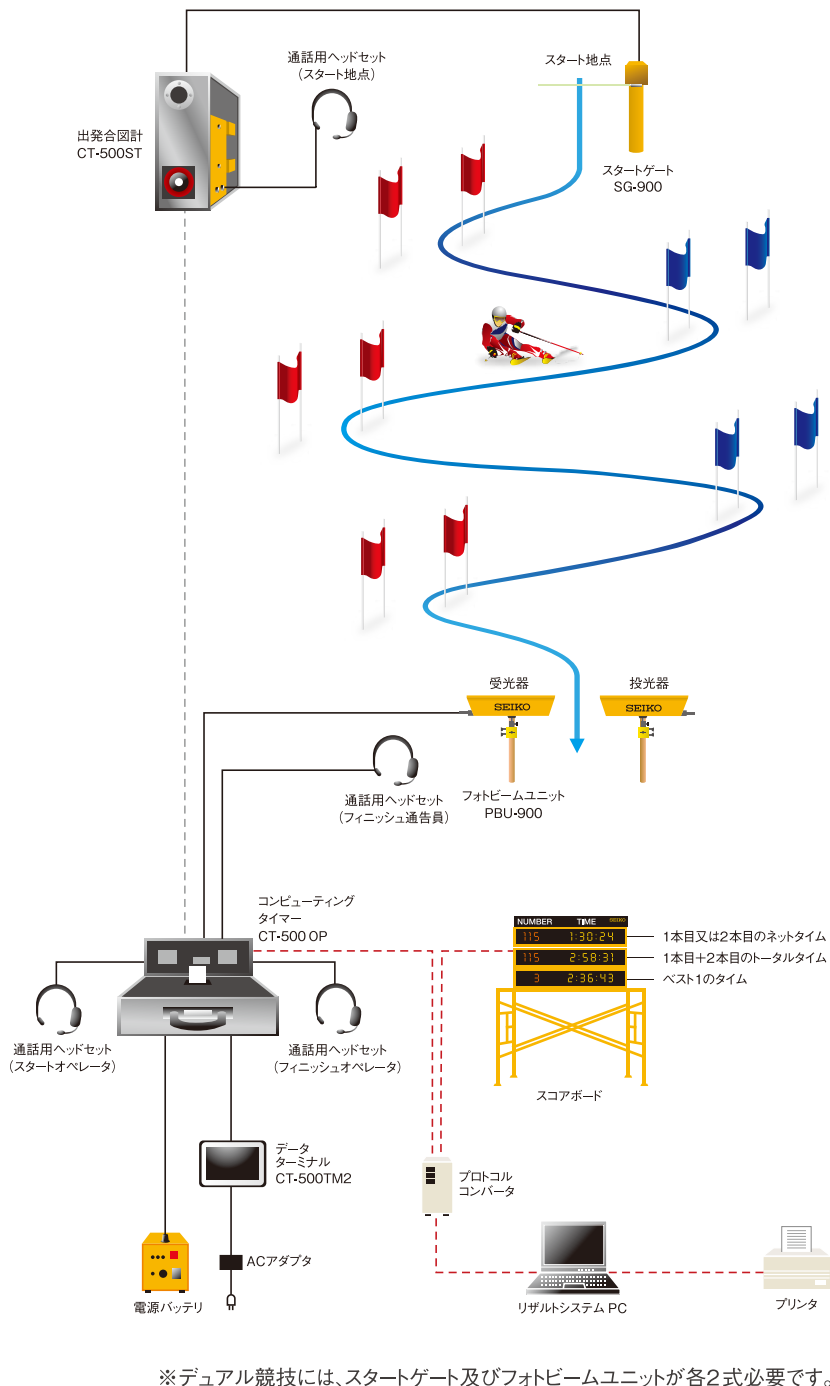 通話用ヘッドセット
(スタート地点)
スタート地点
出発合図計
CT-500ST
スタートゲート
SG-900
受光器
投光器
SEIKO
SEIKO
フォトビームユニット
PBU-900
通話用ヘッドセット
(フィニッシュ通告員)
コンピューティング
タイマー
CT-500 OP
NUMBER TIME SEIKO
115 1:30:24
1本目又は2本目のネットタイム
115 2:58:31
1本目+2本目のトータルタイム
3 2:36:43
ベスト1のタイム
スコアボード
通話用ヘッドセット
(スタートオペレータ)
通話用ヘッドセット
(フィニッシュオペレータ)
データ
ターミナル
CT-500TM2
プロトコル
コンバータ
ACアダプタ
電源バッテリ
リザルトシステム PC
プリンタ
※デュアル競技には、スタートゲート及びフォトビームユニットが各2式必要です。